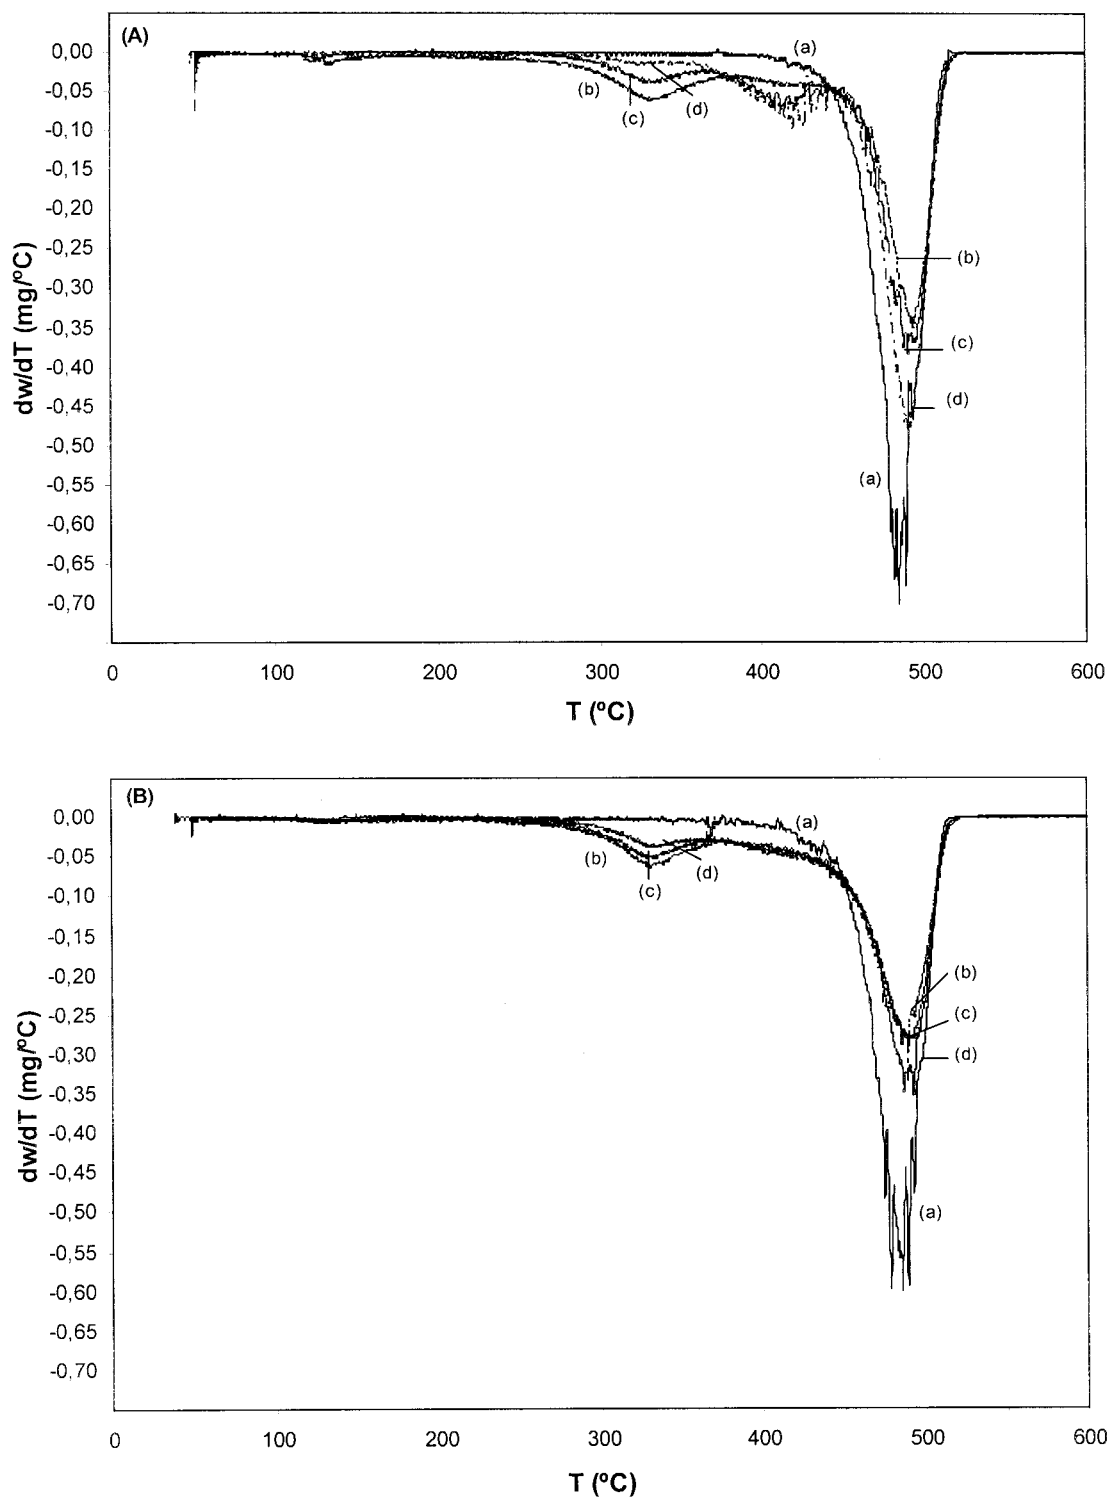 (A)
0,00
-0,05
-0,10
-0,15
-0,20
-0,25
-0,30
-0,35
-0,40
-0,45
-0,50
-0,55
-0,60
-0,65
-0,70
dw/dT (mg/ºC)
(a)
(b)
(c)
(d)
(b)
(c)
(d)
(a)
0 100 200 300 400 500 600
T (ºC)
(B)
0,00
-0,05
-0,10
-0,15
-0,20
-0,25
-0,30
-0,35
-0,40
-0,45
-0,50
-0,55
-0,60
-0,65
-0,70
dw/dT (mg/ºC)
(a)
(b)
(c)
(d)
(b)
(c)
(d)
(a)
0 100 200 300 400 500 600
T (ºC)